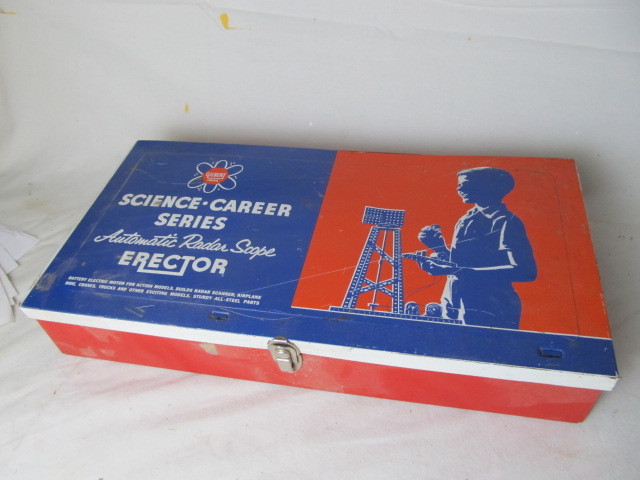 GILBERT
SCIENCE·CAREER
SERIES
Automatic Radar Scope
ERECTOR
BATTERY ELECTRIC MOTOR FOR ACTION MODELS. BUILDS RADAR SCANNER, AIRPLANE
RIDE, CRANES, TRUCKS AND OTHER EXCITING MODELS. STURDY ALL-STEEL PARTS